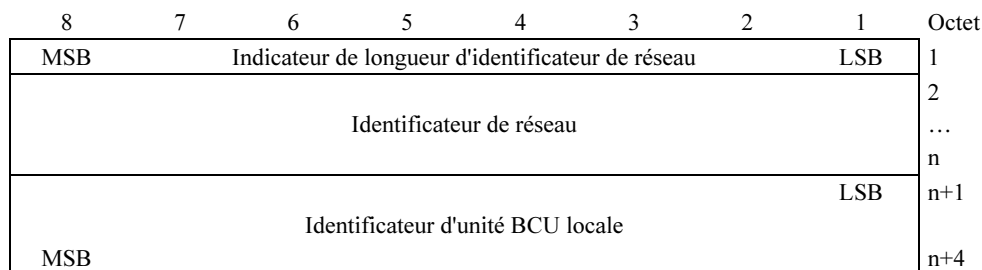 8 7 6 5 4 3 2 1 Octet
MSB Indicateur de longueur d'identificateur de réseau LSB 1
2
Identificateur de réseau …
n
LSB n+1
Identificateur d'unité BCU locale
MSB n+4